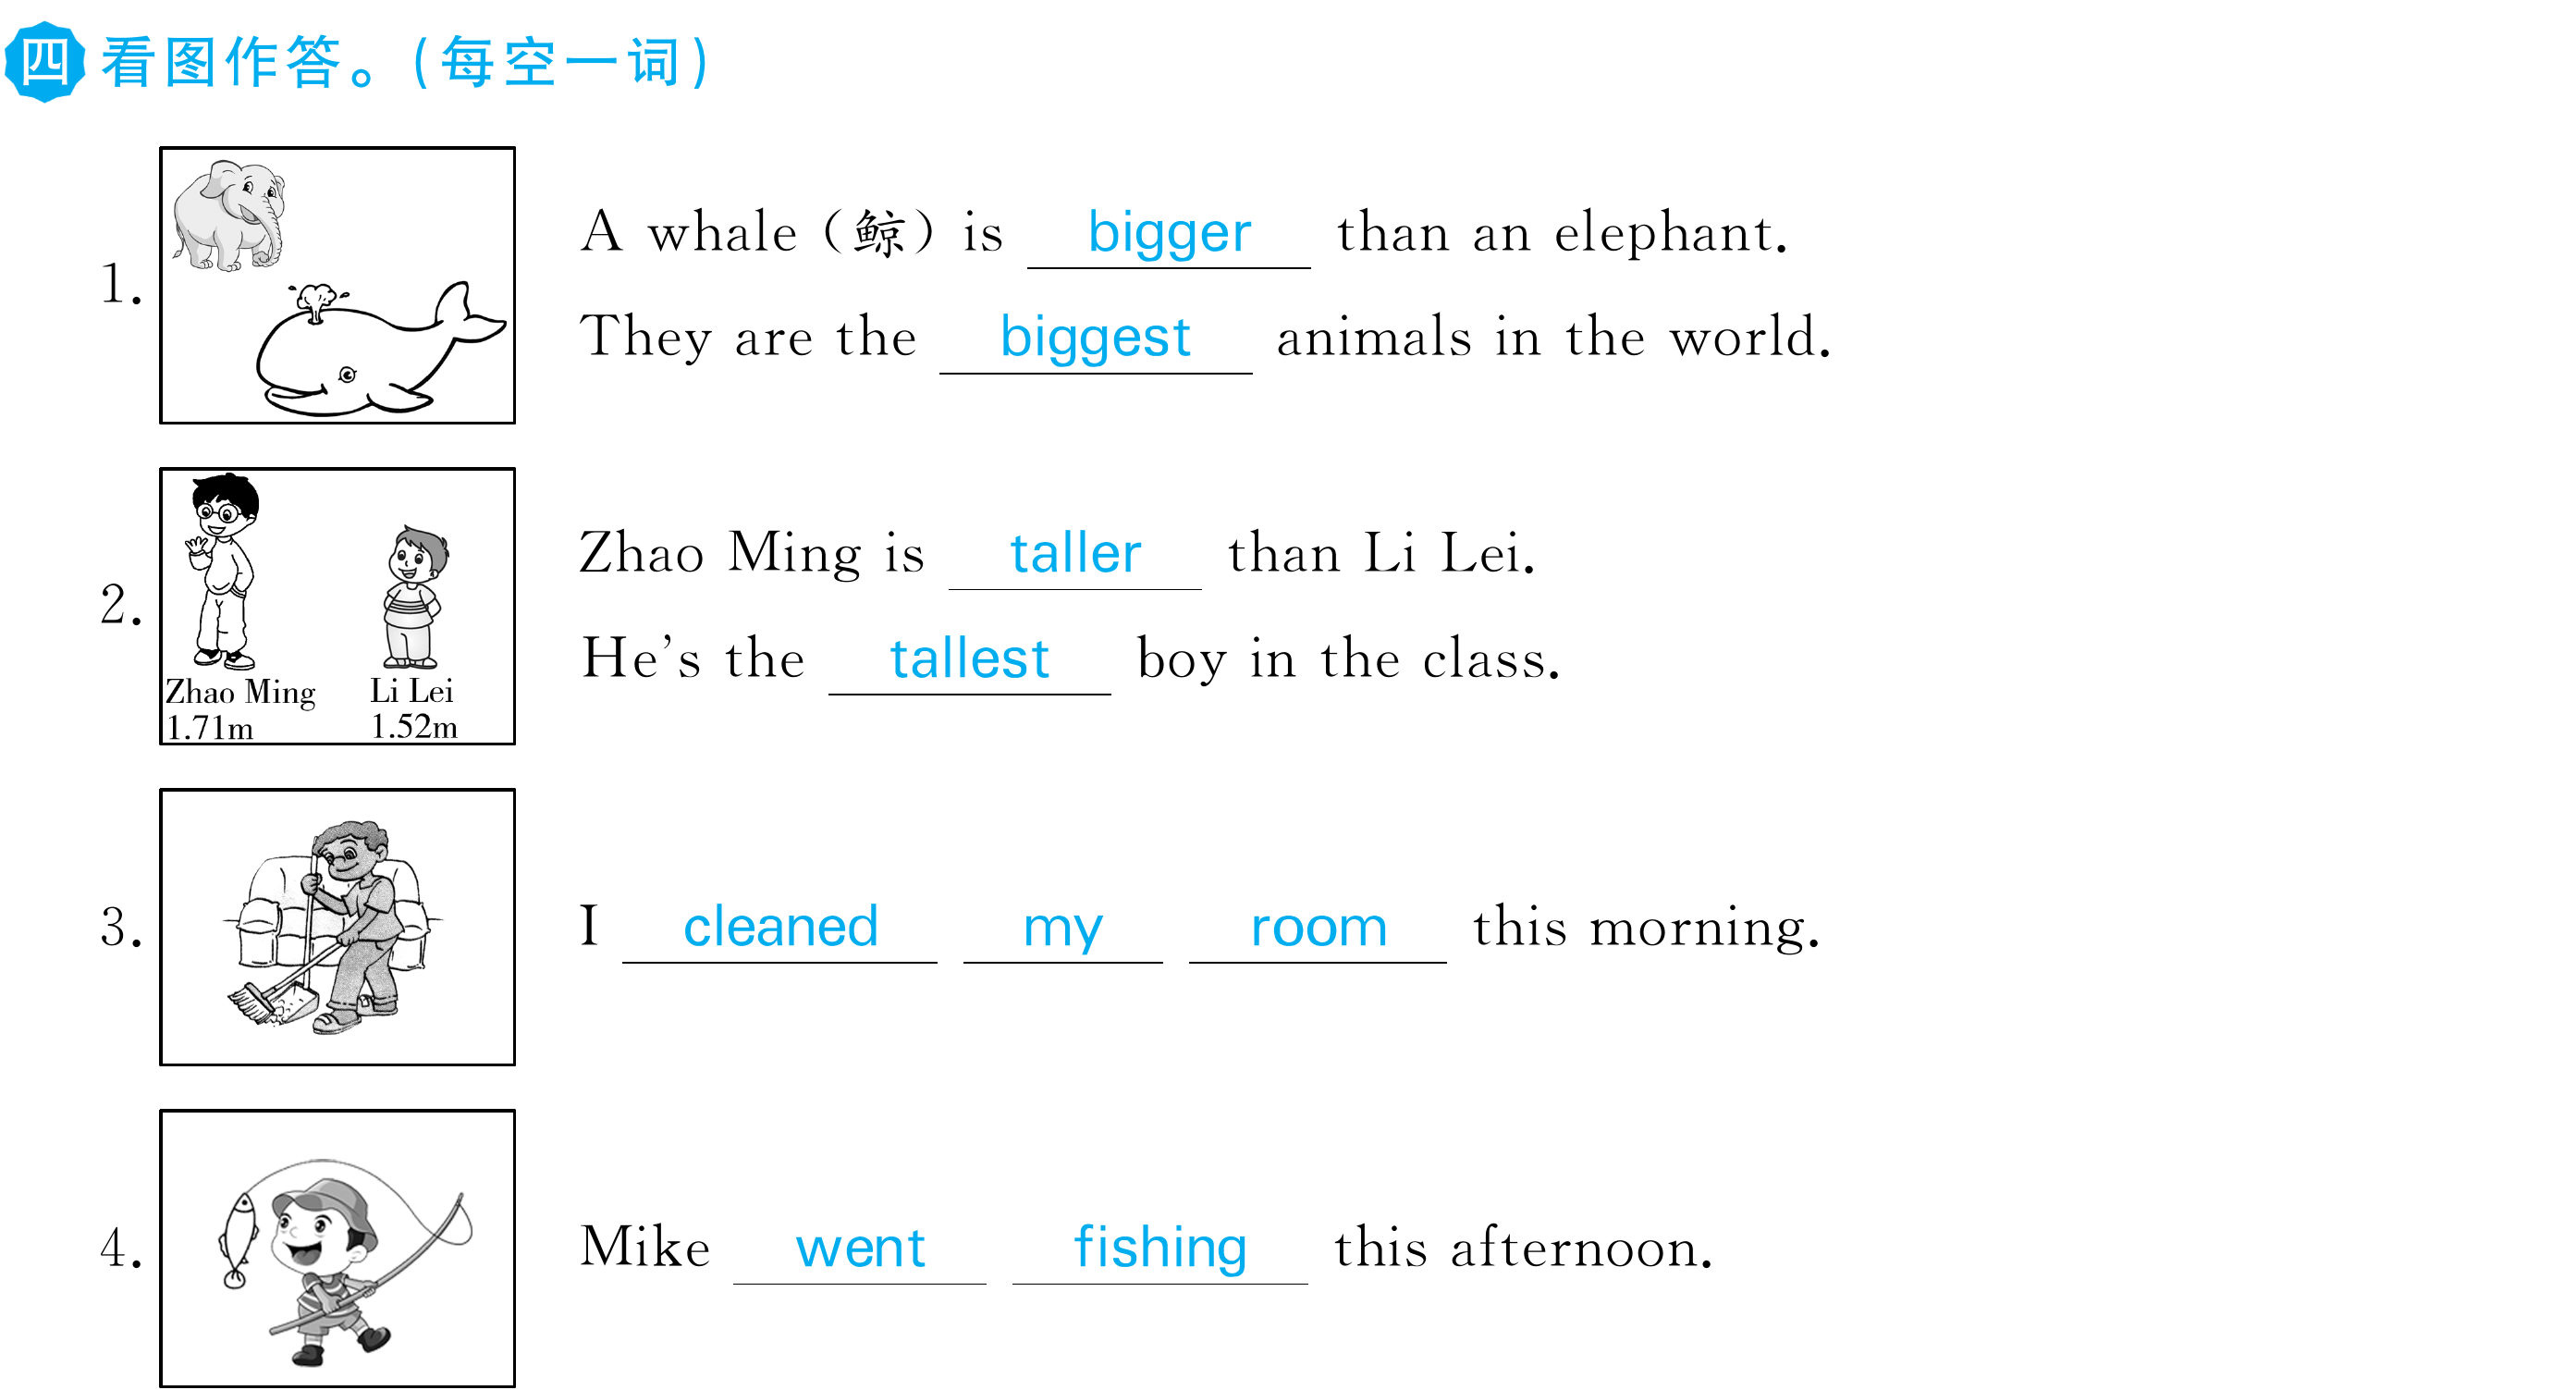 四 看图作答。(每空一词)
1. A whale（鲸）is bigger than an elephant.
They are the biggest animals in the world.
2. Zhao Ming is taller than Li Lei.
He's the tallest boy in the class.
Zhao Ming Li Lei
1.71m 1.52m
3. I cleaned my room this morning.
4. Mike went fishing this afternoon.